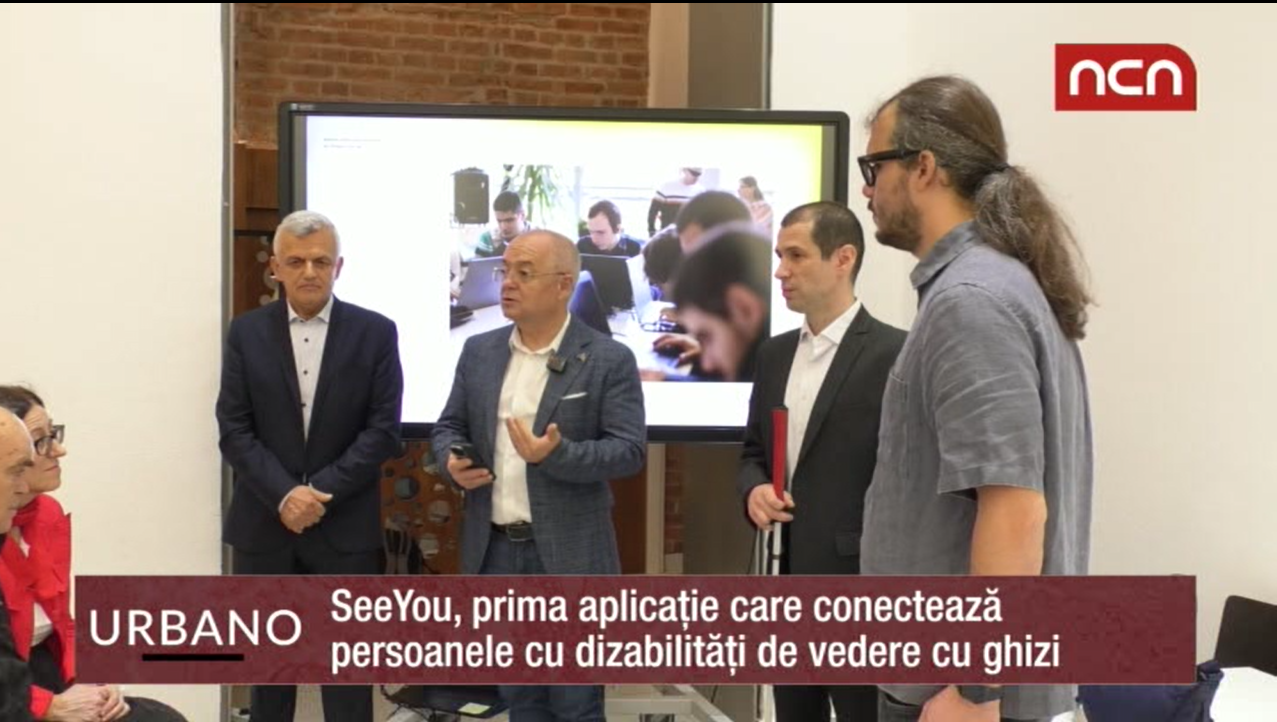 ncn
URBANO
SeeYou, prima aplicație care conectează
persoanele cu dizabilități de vedere cu ghizi